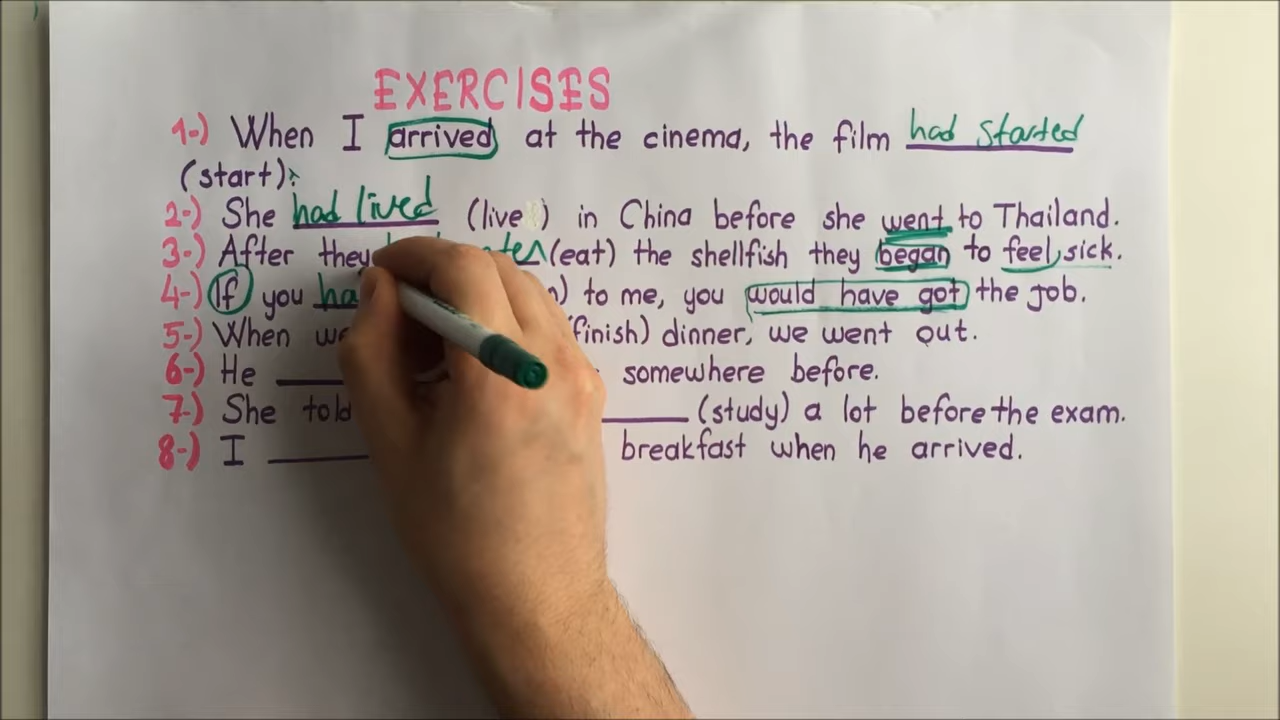 EXERCISES
1-) When I arrived at the cinema, the film had started
(start).
2-) She had lived (live) in China before she went to Thailand.
3-) After they (eat) the shellfish they began to feel sick.
4-) If you to me, you would have got the job.
5-) When (finish) dinner, we went out.
6-) He somewhere before.
7-) She told (study) a lot before the exam.
8-) I breakfast when he arrived.